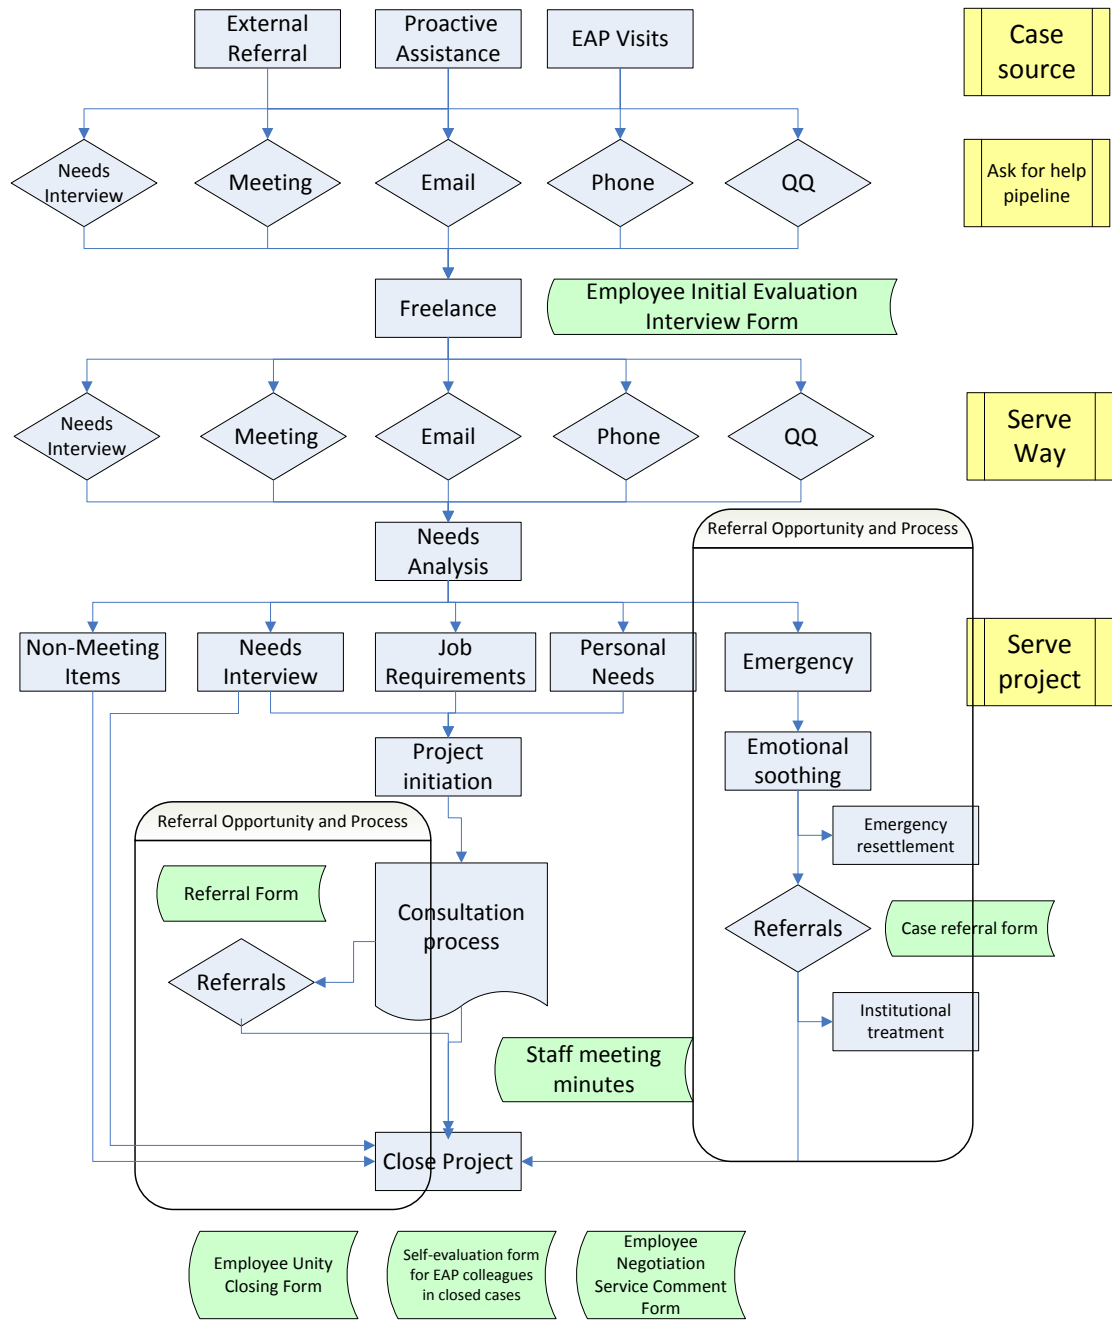 External
Referral
Proactive
Assistance
EAP Visits
Case
source
Needs
Interview
Meeting
Email
Phone
QQ
Ask for help
pipeline
Freelance
Employee Initial Evaluation
Interview Form
Needs
Interview
Meeting
Email
Phone
QQ
Serve
Way
Needs
Analysis
Referral Opportunity and Process
Non-Meeting
Items
Needs
Interview
Job
Requirements
Personal
Needs
Emergency
Serve
project
Project
initiation
Emotional
soothing
Referral Opportunity and Process
Emergency
resettlement
Referral Form
Consultation
process
Referrals
Case referral form
Referrals
Institutional
treatment
Staff meeting
minutes
Close Project
Employee Unity
Closing Form
Self-evaluation form
for EAP colleagues
in closed cases
Employee
Negotiation
Service Comment
Form